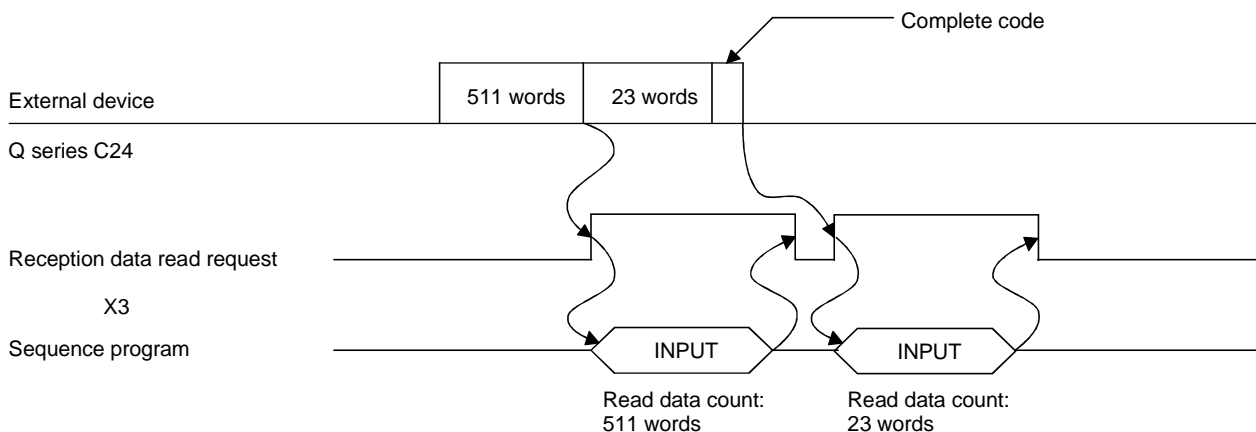 Complete code
External device
511 words
23 words
Q series C24
Reception data read request
X3
Sequence program
INPUT
INPUT
Read data count:
511 words
Read data count:
23 words